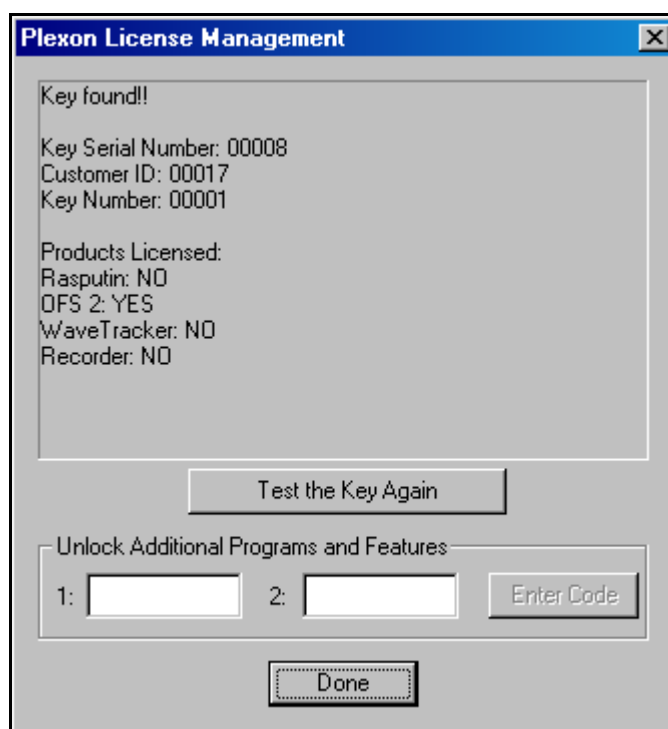 Plexon License Management
Key found!!
Key Serial Number: 00008
Customer ID: 00017
Key Number: 00001
Products Licensed:
Rasputin: NO
OFS 2: YES
WaveTracker: NO
Recorder: NO
Test the Key Again
Unlock Additional Programs and Features
1: 2: Enter Code
Done